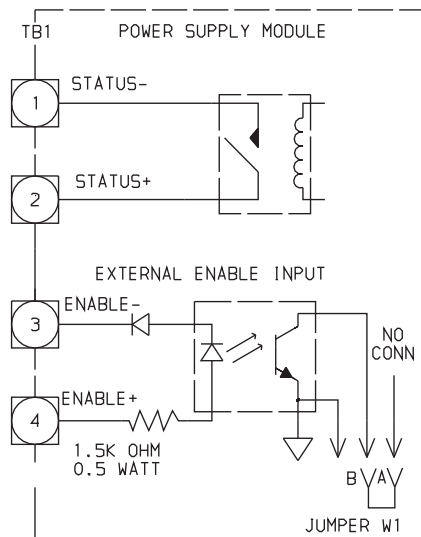 TB1
POWER SUPPLY MODULE
1
STATUS-
2
STATUS+
EXTERNAL ENABLE INPUT
3
ENABLE-
NO
CONN
4
ENABLE+
1.5K OHM
0.5 WATT
B A
JUMPER W1